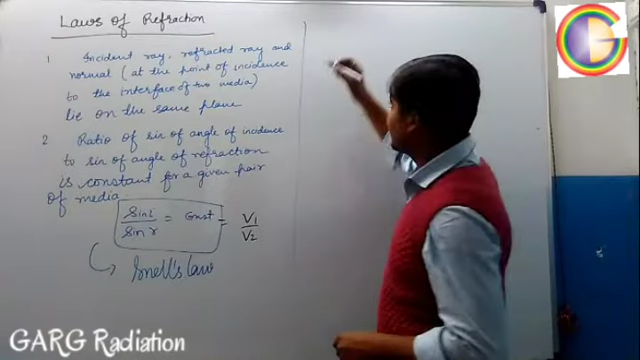 Laws of Refraction
1 Incident ray, refracted ray and
normal (at the point of incidence
to the interface of two media)
lie on the same plane
2 Ratio of sin of angle of incidence
to sin of angle of refraction
is constant for a given pair
of media
Sin i / Sin r = Const = V1 / V2
Snell's law
GARG Radiation